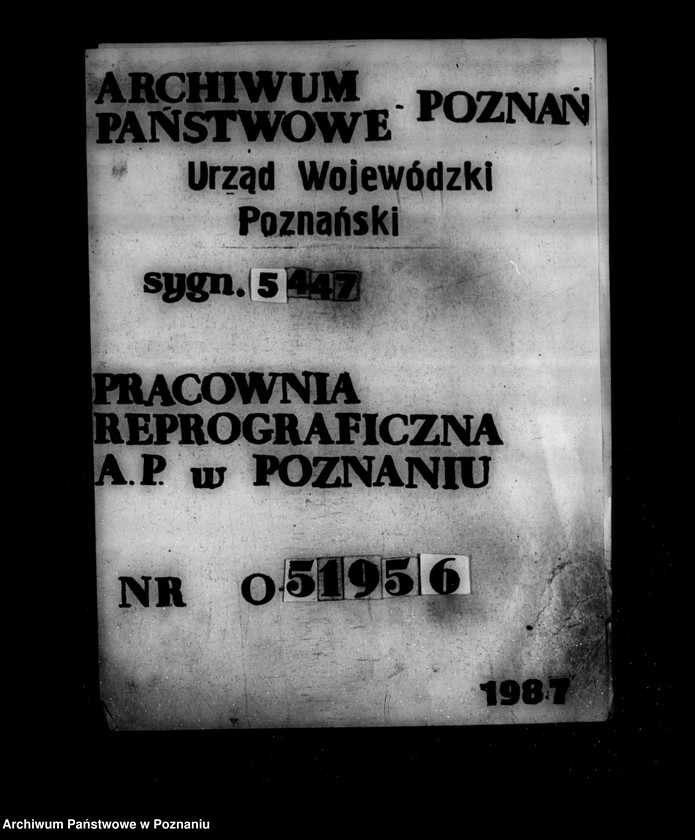 ARCHIWUM
PAŃSTWOWE - POZNAŃ
Urząd Wojewódzki
Poznański
sygn. 5447
PRACOWNIA
REPROGRAFICZNA
A.P. w POZNANIU
NR O-51956
1987
Archiwum Państwowe w Poznaniu